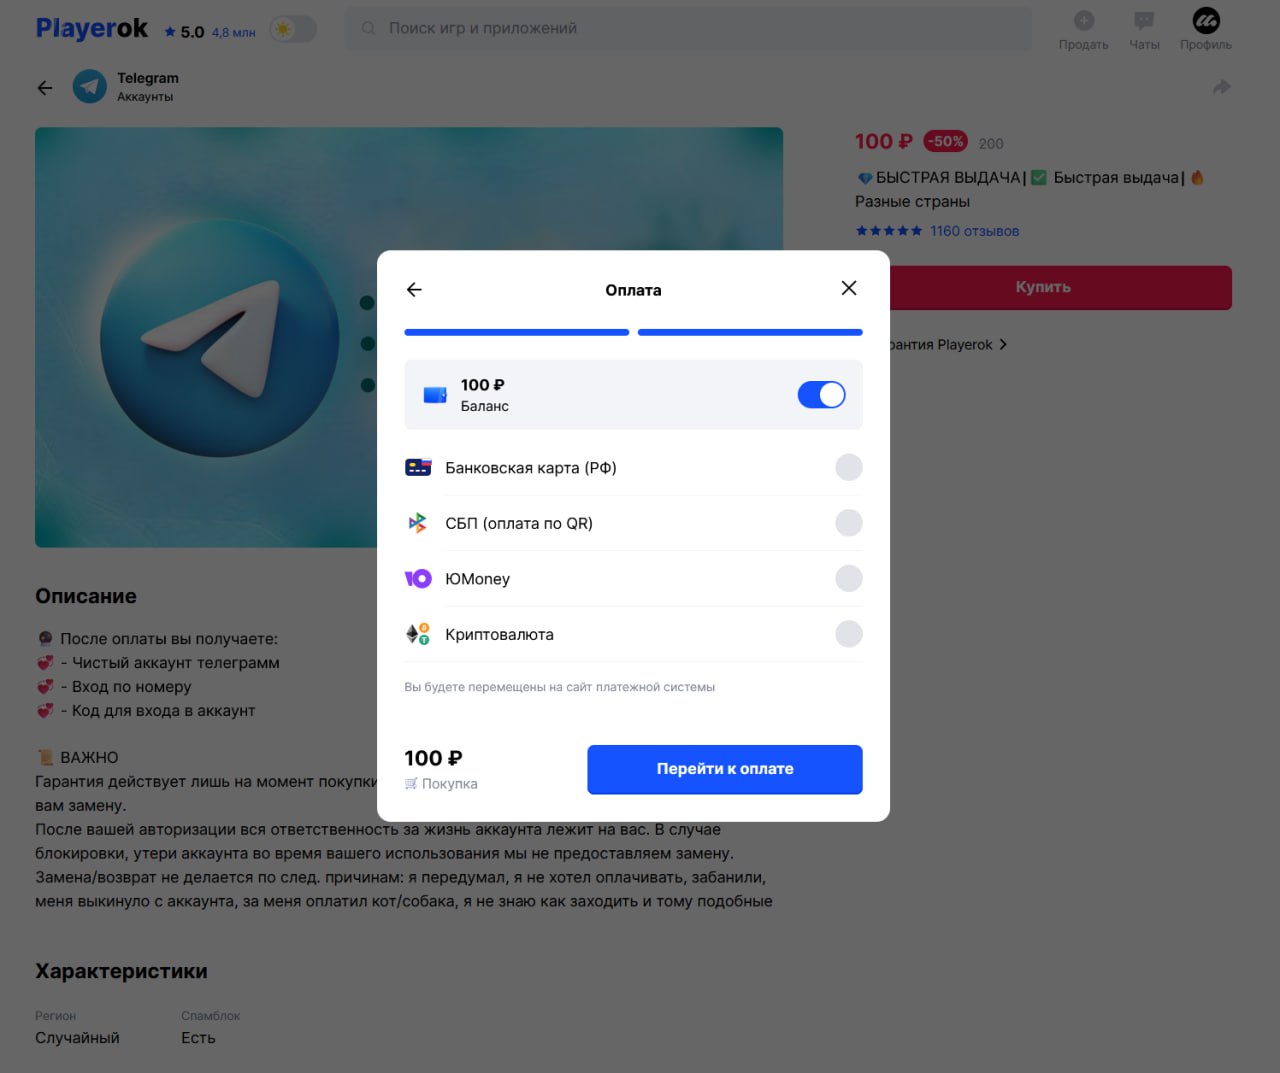 Playerok
5.0
4,8 млн
Поиск игр и приложений
Продать
Чаты
Профиль
Telegram
Аккаунты
100 ₽ -50% 200
💎БЫСТРАЯ ВЫДАЧА|✅ Быстрая выдача|🔥
Разные страны
1160 отзывов
Купить
рантия Playerok
Оплата
100 ₽
Баланс
Банковская карта (РФ)
СБП (оплата по QR)
ЮMoney
Криптовалюта
Вы будете перемещены на сайт платежной системы
100 ₽
🛒 Покупка
Перейти к оплате
Описание
🔮 После оплаты вы получаете:
💞 - Чистый аккаунт телеграмм
💞 - Вход по номеру
💞 - Код для входа в аккаунт
📜 ВАЖНО
Гарантия действует лишь на момент покупки
вам замену.
После вашей авторизации вся ответственность за жизнь аккаунта лежит на вас. В случае
блокировки, утери аккаунта во время вашего использования мы не предоставляем замену.
Замена/возврат не делается по след. причинам: я передумал, я не хотел оплачивать, забанили,
меня выкинуло с аккаунта, за меня оплатил кот/собака, я не знаю как заходить и тому подобные
Характеристики
Регион
Случайный
Спамблок
Есть